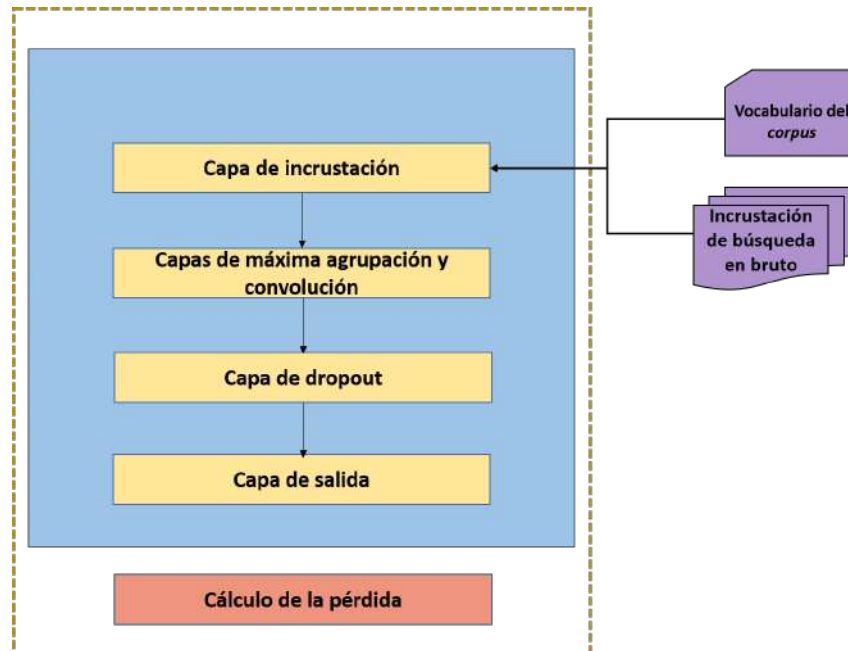 Capa de incrustación
Capas de máxima agrupación y
convolución
Capa de dropout
Capa de salida
Cálculo de la pérdida
Vocabulario del
corpus
Incrustación
de búsqueda
en bruto